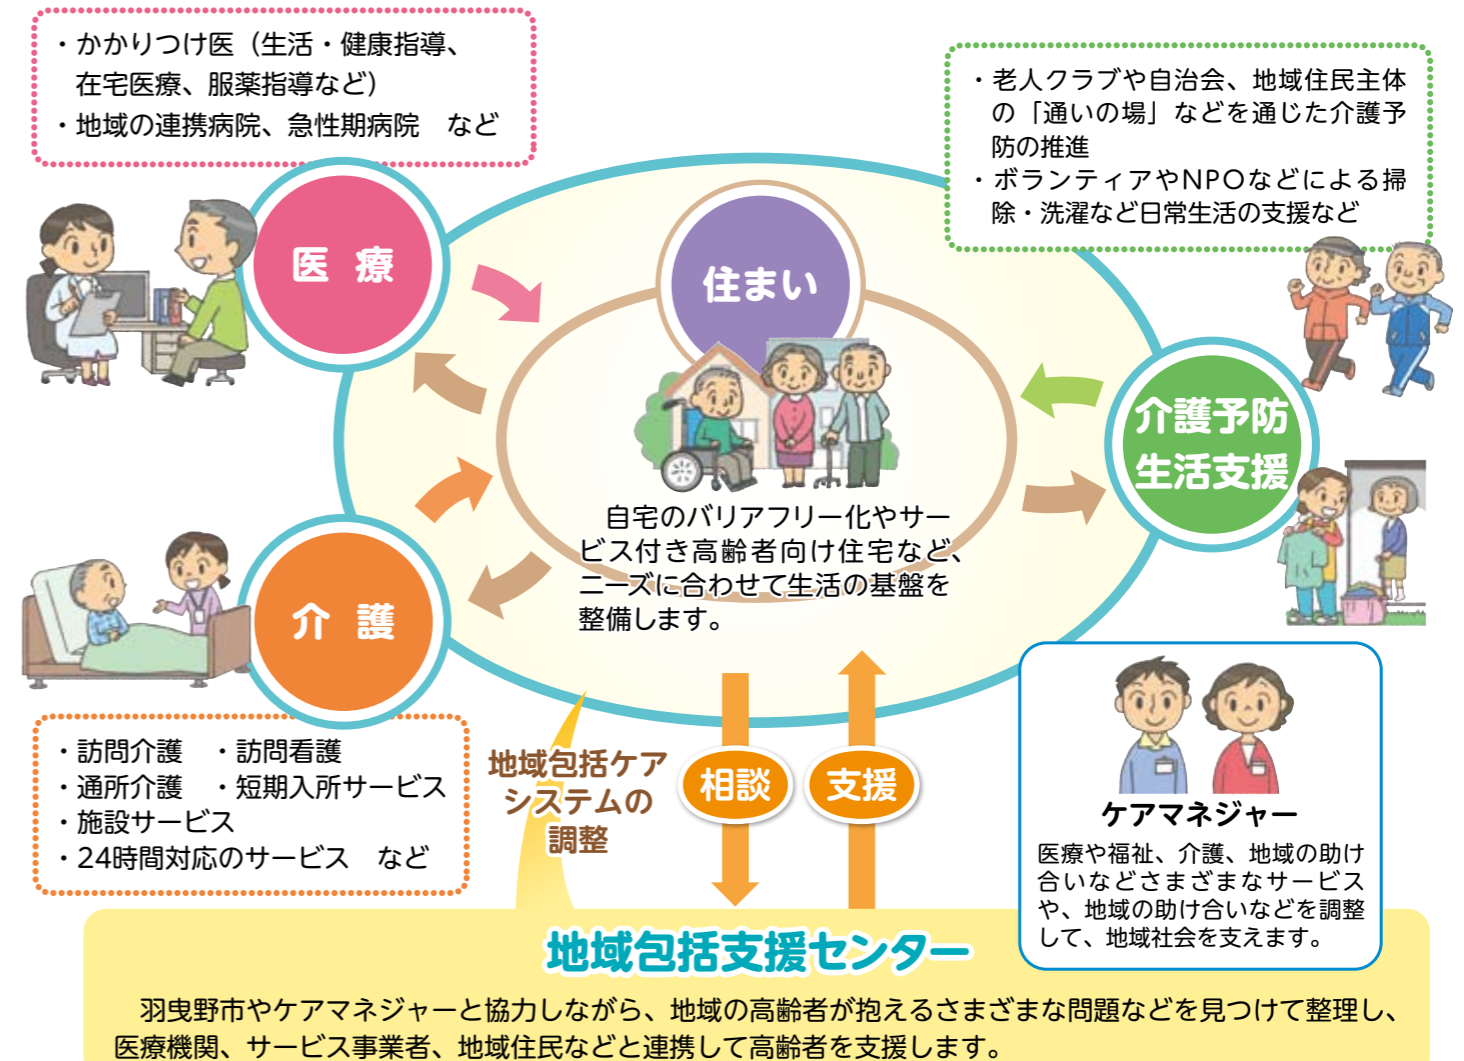 ・かかりつけ医（生活・健康指導、
在宅医療、服薬指導など）
・地域の連携病院、急性期病院　など
・老人クラブや自治会、地域住民主体
の「通いの場」などを通じた介護予
防の推進
・ボランティアやNPOなどによる掃
除・洗濯など日常生活の支援など
医 療
住まい
介護予防
生活支援
自宅のバリアフリー化やサー
ビス付き高齢者向け住宅など、
ニーズに合わせて生活の基盤を
整備します。
介 護
・訪問介護　・訪問看護
・通所介護　・短期入所サービス
・施設サービス
・24時間対応のサービス　など
地域包括ケア
システムの
調整
相談
支援
ケアマネジャー
医療や福祉、介護、地域の助け
合いなどさまざまなサービス
や、地域の助け合いなどを調整
して、地域社会を支えます。
地域包括支援センター
羽曳野市やケアマネジャーと協力しながら、地域の高齢者が抱えるさまざまな問題などを見つけて整理し、
医療機関、サービス事業者、地域住民などと連携して高齢者を支援します。